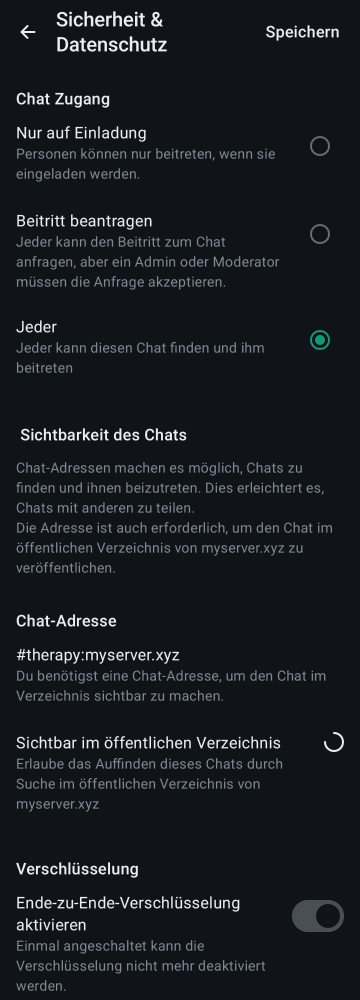 Sicherheit &
Datenschutz
Speichern
Chat Zugang
Nur auf Einladung
Personen können nur beitreten, wenn sie
eingeladen werden.
Beitritt beantragen
Jeder kann den Beitritt zum Chat
anfragen, aber ein Admin oder Moderator
müssen die Anfrage akzeptieren.
Jeder
Jeder kann diesen Chat finden und ihm
beitreten
Sichtbarkeit des Chats
Chat-Adressen machen es möglich, Chats zu
finden und ihnen beizutreten. Dies erleichtert es,
Chats mit anderen zu teilen.
Die Adresse ist auch erforderlich, um den Chat im
öffentlichen Verzeichnis von myserver.xyz zu
veröffentlichen.
Chat-Adresse
#therapy:myserver.xyz
Du benötigst eine Chat-Adresse, um den Chat im
Verzeichnis sichtbar zu machen.
Sichtbar im öffentlichen Verzeichnis
Erlaube das Auffinden dieses Chats durch
Suche im öffentlichen Verzeichnis von
myserver.xyz
Verschlüsselung
Ende-zu-Ende-Verschlüsselung
aktivieren
Einmal angeschaltet kann die
Verschlüsselung nicht mehr deaktiviert
werden.